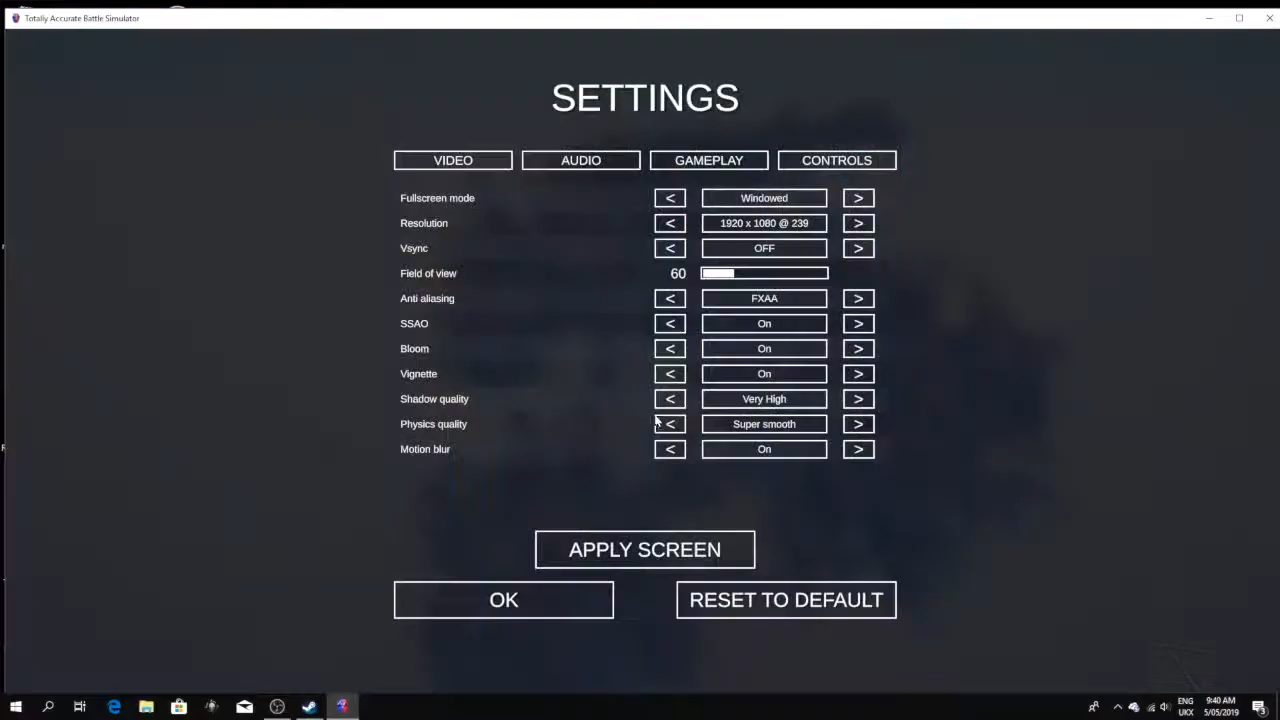 Totally Accurate Battle Simulator
SETTINGS
VIDEO AUDIO GAMEPLAY CONTROLS
Fullscreen mode < Windowed >
Resolution < 1920 x 1080 @ 239 >
Vsync < OFF >
Field of view 60
Anti aliasing < FXAA >
SSAO < On >
Bloom < On >
Vignette < On >
Shadow quality < Very High >
Physics quality < Super smooth >
Motion blur < On >
APPLY SCREEN
OK RESET TO DEFAULT
ENG 9:40 AM
UKX 5/05/2019
3